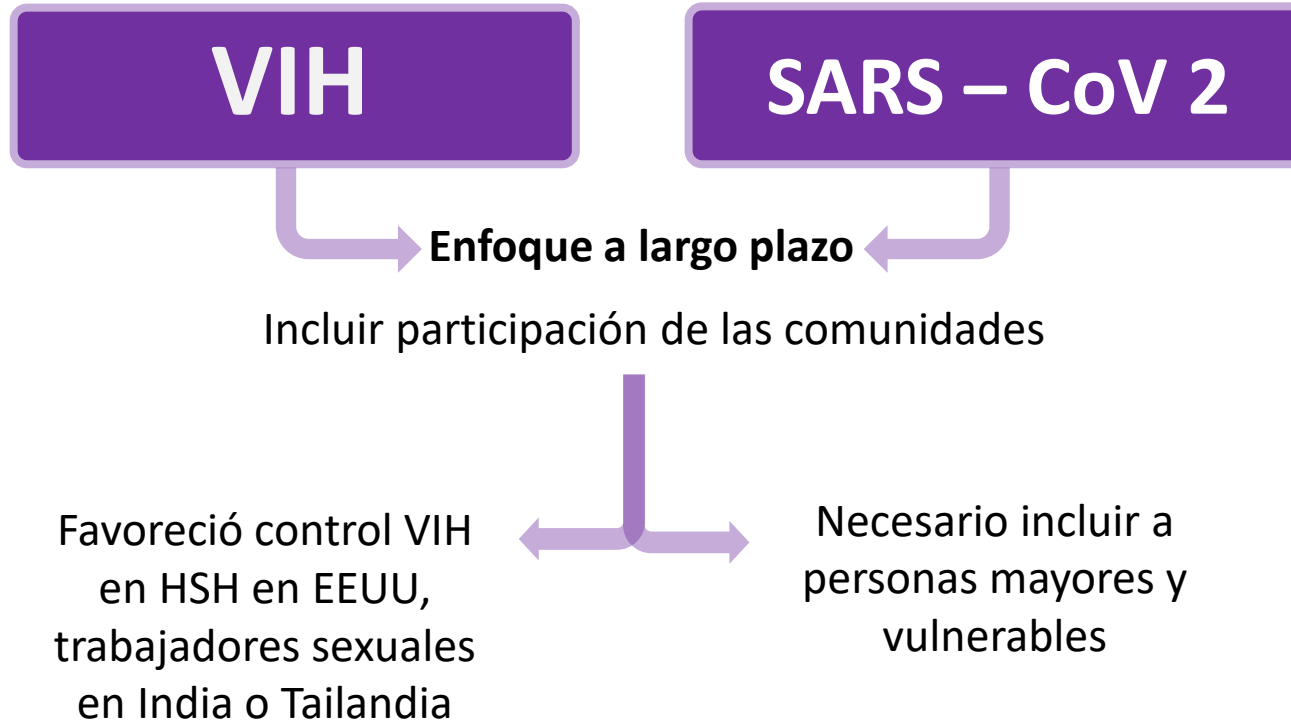 VIH
SARS – CoV 2
Enfoque a largo plazo
Incluir participación de las comunidades
Favoreció control VIH
en HSH en EEUU,
trabajadores sexuales
en India o Tailandia
Necesario incluir a
personas mayores y
vulnerables